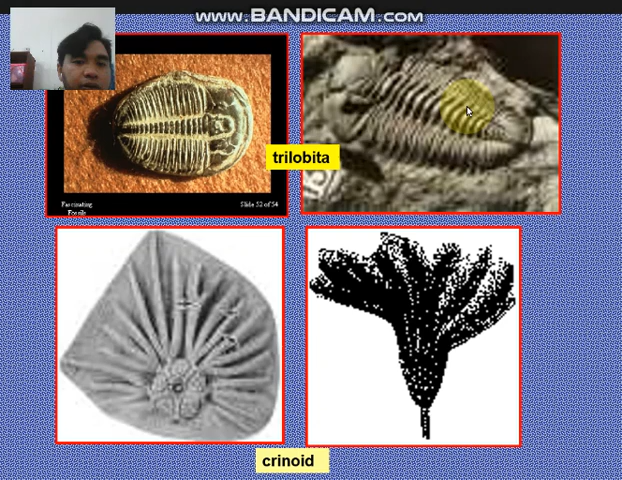 WWW.BANDICAM.COM
trilobita
Fascinating
Fossils
Slide 52 of 54
crinoid